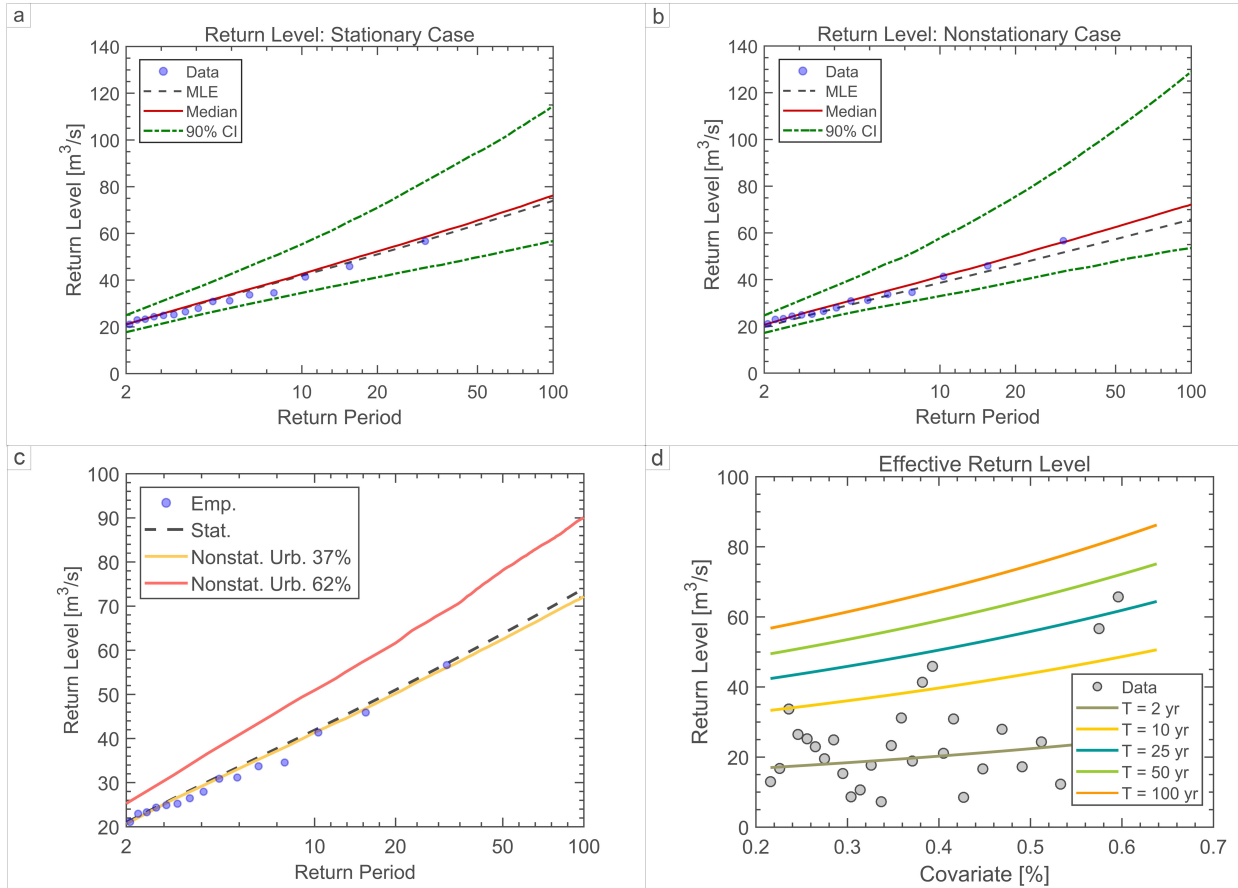 a
Return Level: Stationary Case
Return Level [m³/s]
140
120
100
80
60
40
20
0
Data
MLE
Median
90% CI
2
10
20
50
100
Return Period
b
Return Level: Nonstationary Case
Return Level [m³/s]
140
120
100
80
60
40
20
0
Data
MLE
Median
90% CI
2
10
20
50
100
Return Period
c
Return Level [m³/s]
100
90
80
70
60
50
40
30
20
Emp.
Stat.
Nonstat. Urb. 37%
Nonstat. Urb. 62%
2
10
20
50
100
Return Period
d
Effective Return Level
Return Level [m³/s]
100
80
60
40
20
0
Data
T = 2 yr
T = 10 yr
T = 25 yr
T = 50 yr
T = 100 yr
0.2
0.3
0.4
0.5
0.6
0.7
Covariate [%]